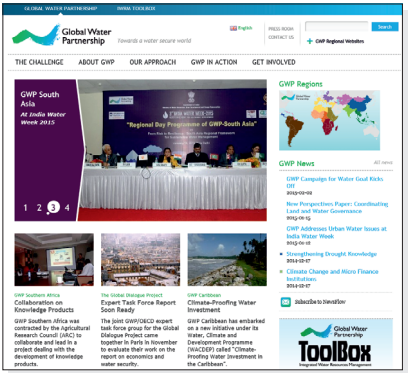 GLOBAL WATER PARTNERSHIP IWRM TOOLBOX
Global Water
Partnership
Towards a water secure world
English
PRESS ROOM
CONTACT US
Search
GWP Regional Websites
THE CHALLENGE ABOUT GWP OUR APPROACH GWP IN ACTION GET INVOLVED
GWP South
Asia
At India Water
Week 2015
"Regional Day Programme of GWP-South Asia"
1 2 3 4
GWP Southern Africa
Collaboration on
Knowledge Products
GWP Southern Africa was
contracted by the Agricultural
Research Council (ARC) to
collaborate and lead in a
project dealing with the
development of knowledge
products.
The Global Dialogue Project
Expert Task Force Report
Soon Ready
The joint GWP/OECD expert
task force group for the Global
Dialogue Project came
together in Paris in November
to evaluate their work on the
report on economics and
water security.
GWP Caribbean
Climate-Proofing Water
Investment
GWP Caribbean has embarked
on a new initiative under its
Water, Climate and
Development Programme
(WACDEP) called "Climate-
Proofing Water Investment in
the Caribbean".
GWP Regions
GWP News
All news
GWP Campaign for Water Goal Kicks
Off
2015-02-02
New Perspectives Paper: Coordinating
Land and Water Governance
2015-01-15
GWP Addresses Urban Water Issues at
India Water Week
Strengthening Drought Knowledge
2014-12-17
Climate Change and Micro Finance
Institutions
2014-12-17
Subscribe to NewsFlow
Global Water
Partnership
ToolBox
Integrated Water Resources Management